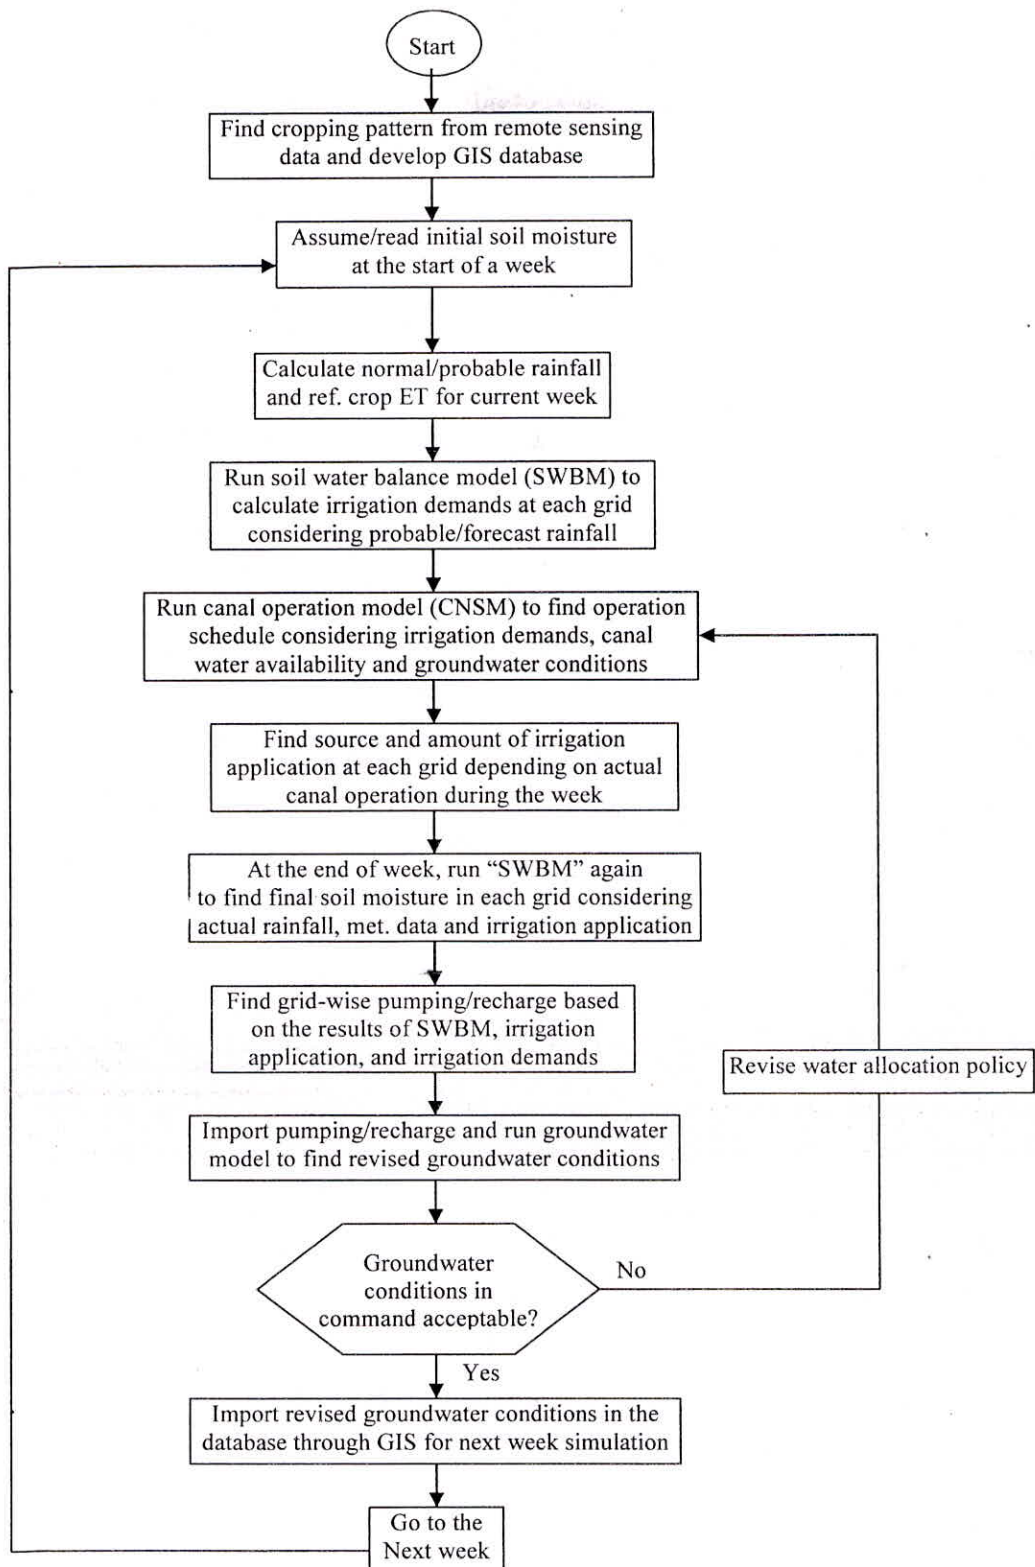 Start
Find cropping pattern from remote sensing
data and develop GIS database
Assume/read initial soil moisture
at the start of a week
Calculate normal/probable rainfall
and ref. crop ET for current week
Run soil water balance model (SWBM) to
calculate irrigation demands at each grid
considering probable/forecast rainfall
Run canal operation model (CNSM) to find operation
schedule considering irrigation demands, canal
water availability and groundwater conditions
Find source and amount of irrigation
application at each grid depending on actual
canal operation during the week
At the end of week, run “SWBM” again
to find final soil moisture in each grid considering
actual rainfall, met. data and irrigation application
Find grid-wise pumping/recharge based
on the results of SWBM, irrigation
application, and irrigation demands
Revise water allocation policy
Import pumping/recharge and run groundwater
model to find revised groundwater conditions
Groundwater
conditions in
command acceptable?
No
Yes
Import revised groundwater conditions in the
database through GIS for next week simulation
Go to the
Next week